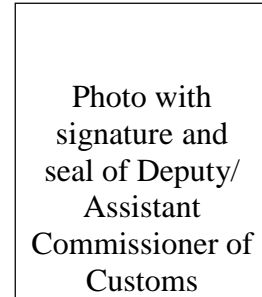 Photo with
signature and
seal of Deputy/
Assistant
Commissioner of
Customs